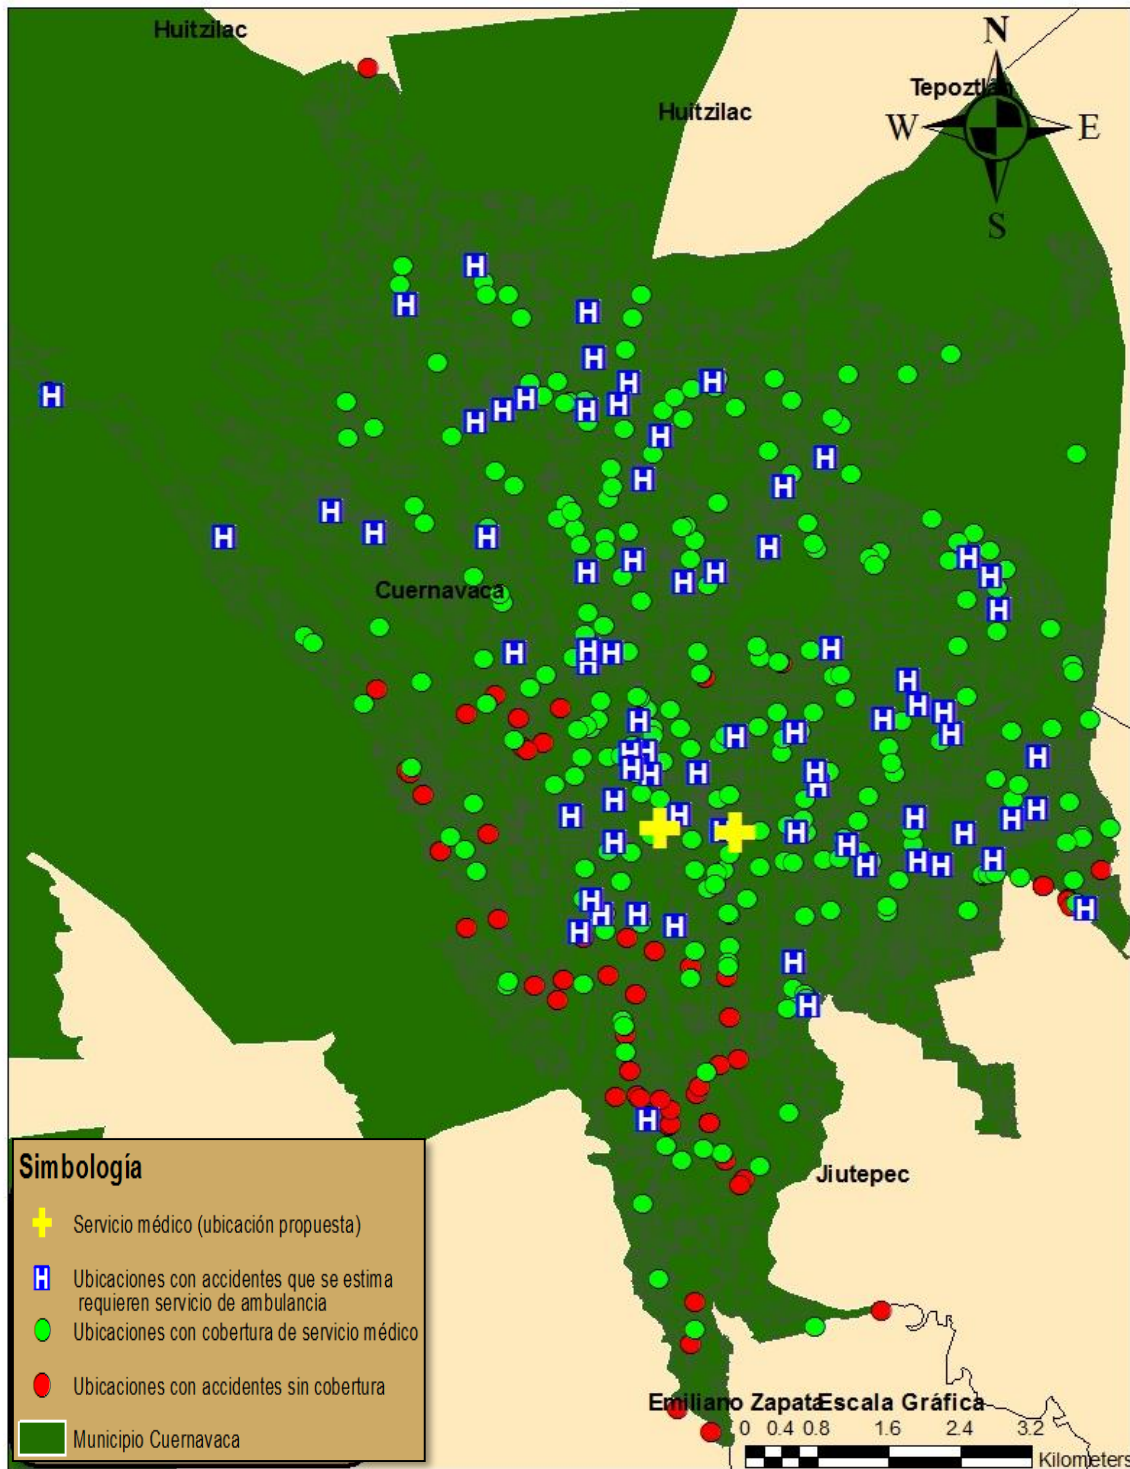 Huitzilac
N
Huitzilac
Tepoztlán
W
E
S
Cuernavaca
Jiutepec
Simbología
Servicio médico (ubicación propuesta)
Ubicaciones con accidentes que se estima
requieren servicio de ambulancia
Ubicaciones con cobertura de servicio médico
Ubicaciones con accidentes sin cobertura
Municipio Cuernavaca
Emiliano Zapata
Escala Gráfica
0 0.4 0.8 1.6 2.4 3.2
Kilometers